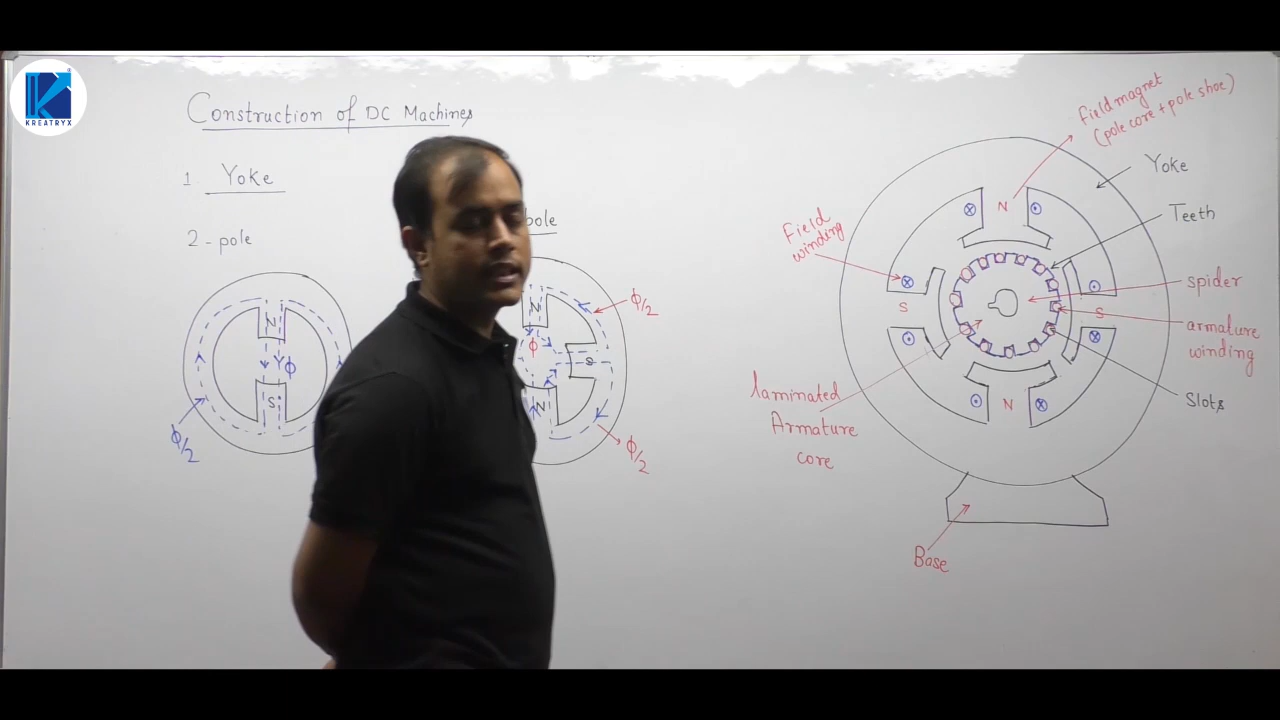 KREATRYX
Construction of DC Machines
1 Yoke
2 - pole
pole
N
S
ϕ
ϕ/2
N
ϕ
S
N
ϕ/2
ϕ/2
Field magnet
(pole core + pole shoe)
Yoke
Teeth
Field
winding
N
S
S
N
spider
armature
winding
Slots
laminated
Armature
core
Base